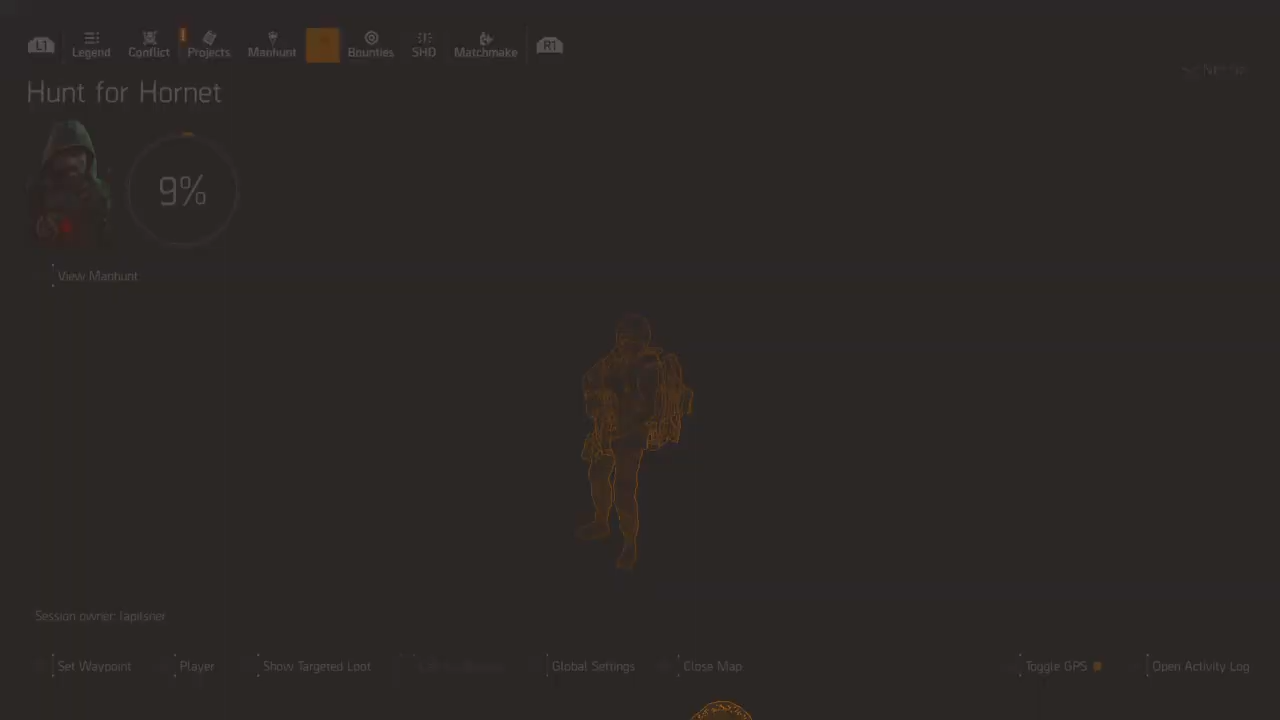 L1 Legend Conflict Projects Manhunt Bounties SHD Matchmake R1
Hunt for Hornet
9%
View Manhunt
Session owner: lapilsner
Set Waypoint Player Show Targeted Loot Global Settings Close Map Toggle GPS Open Activity Log